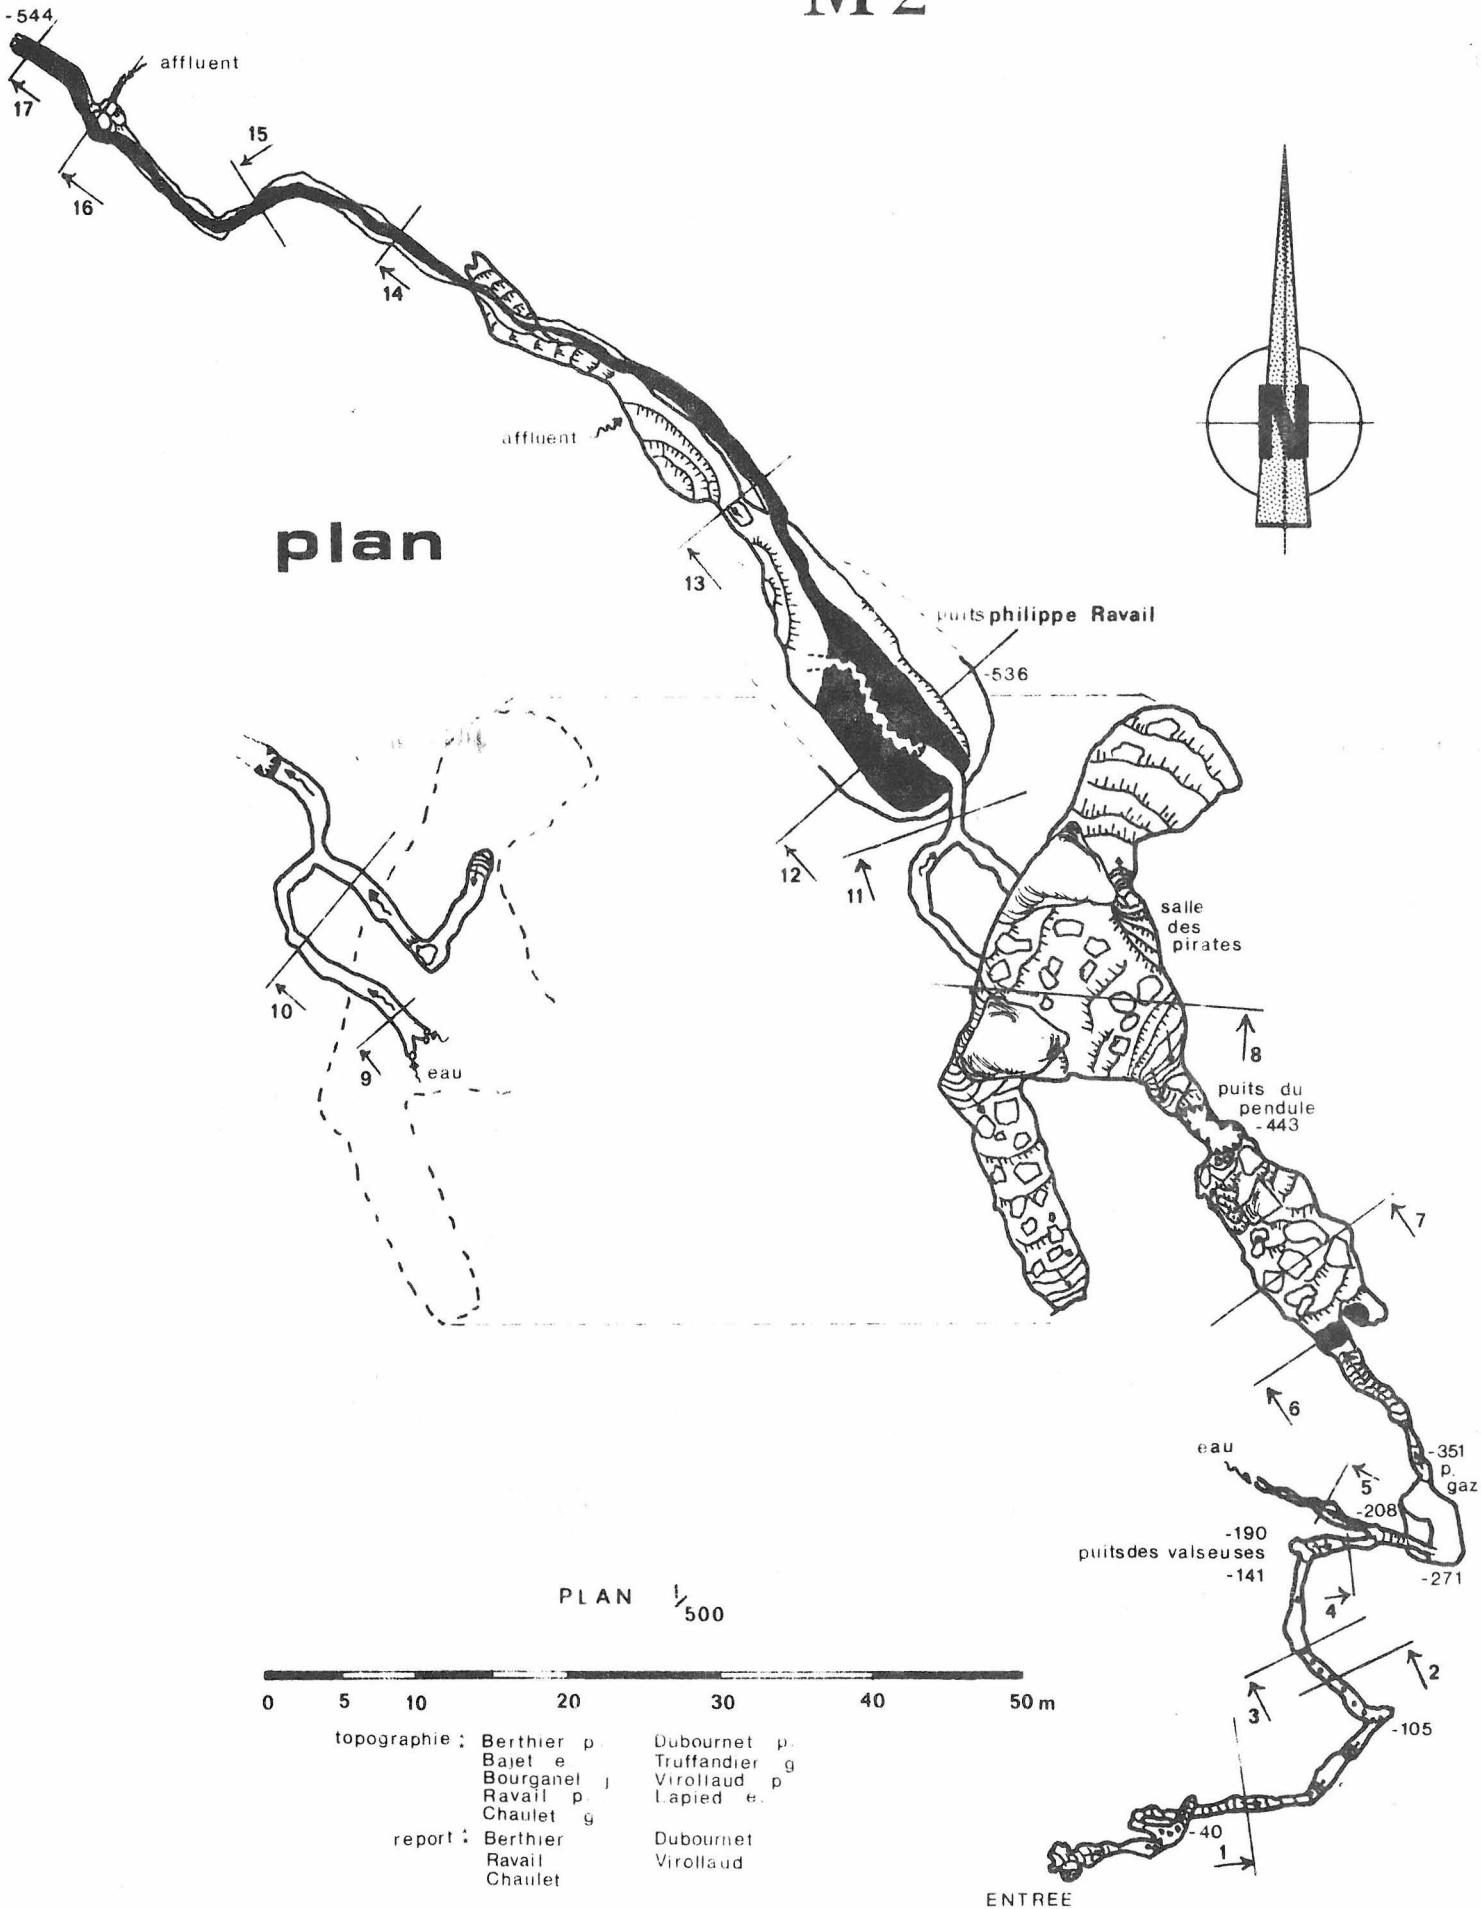 M2
-544
affluent
17
15
16
14
affluent
13
plan
N
puits philippe Ravail
-536
12
11
salle
des
pirates
10
9
eau
8
puits du
pendule
-443
7
6
eau
-351
p.
gaz
5
-208
-190
puits des valseuses
-141
-271
4
PLAN 1/500
2
3
0 5 10 20 30 40 50 m
-105
topographie : Berthier p. Dubournet p.
Bajet e Truffandier g
Bourganel j Virollaud p
Ravail p. Lapied e.
Chaulet g
report : Berthier Dubournet
Ravail Virollaud
Chaulet
-40
1
ENTREE